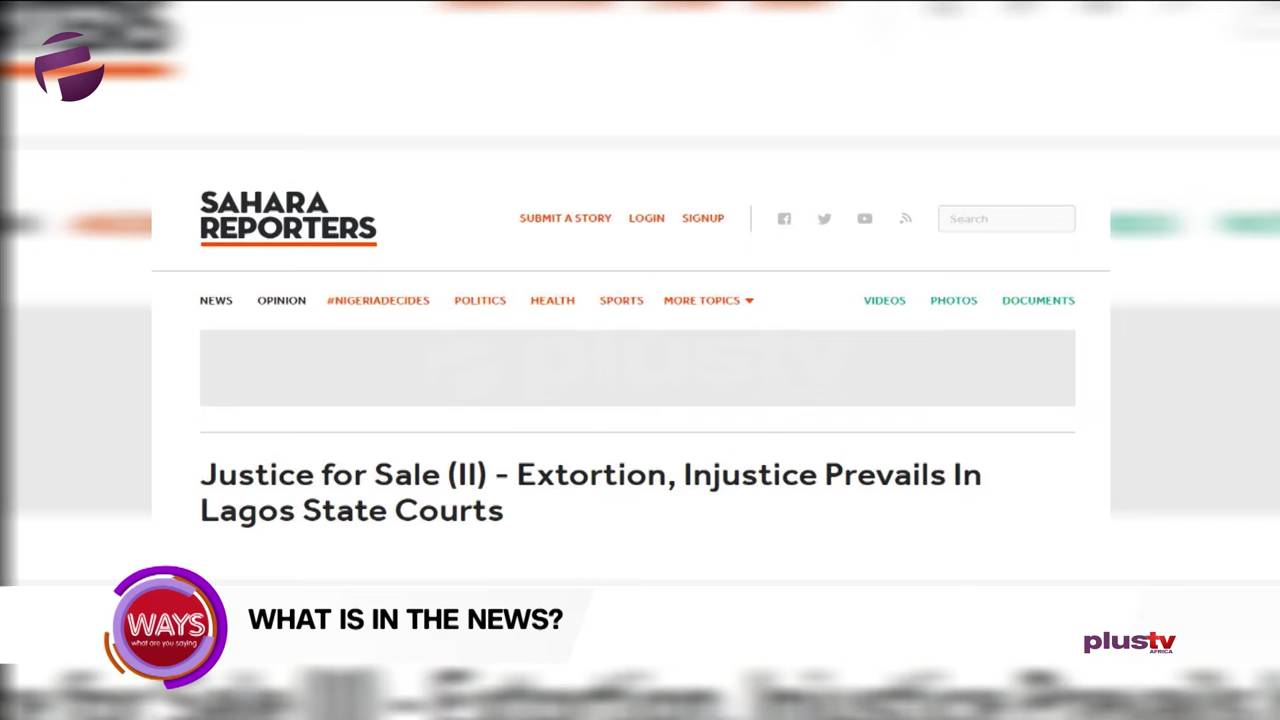 SAHARA
REPORTERS
SUBMIT A STORY LOGIN SIGNUP
Search
NEWS OPINION #NIGERIADECIDES POLITICS HEALTH SPORTS MORE TOPICS VIDEOS PHOTOS DOCUMENTS
plustv
Justice for Sale (II) - Extortion, Injustice Prevails In
Lagos State Courts
WAYS
what are you saying
WHAT IS IN THE NEWS?
plustv
AFRICA